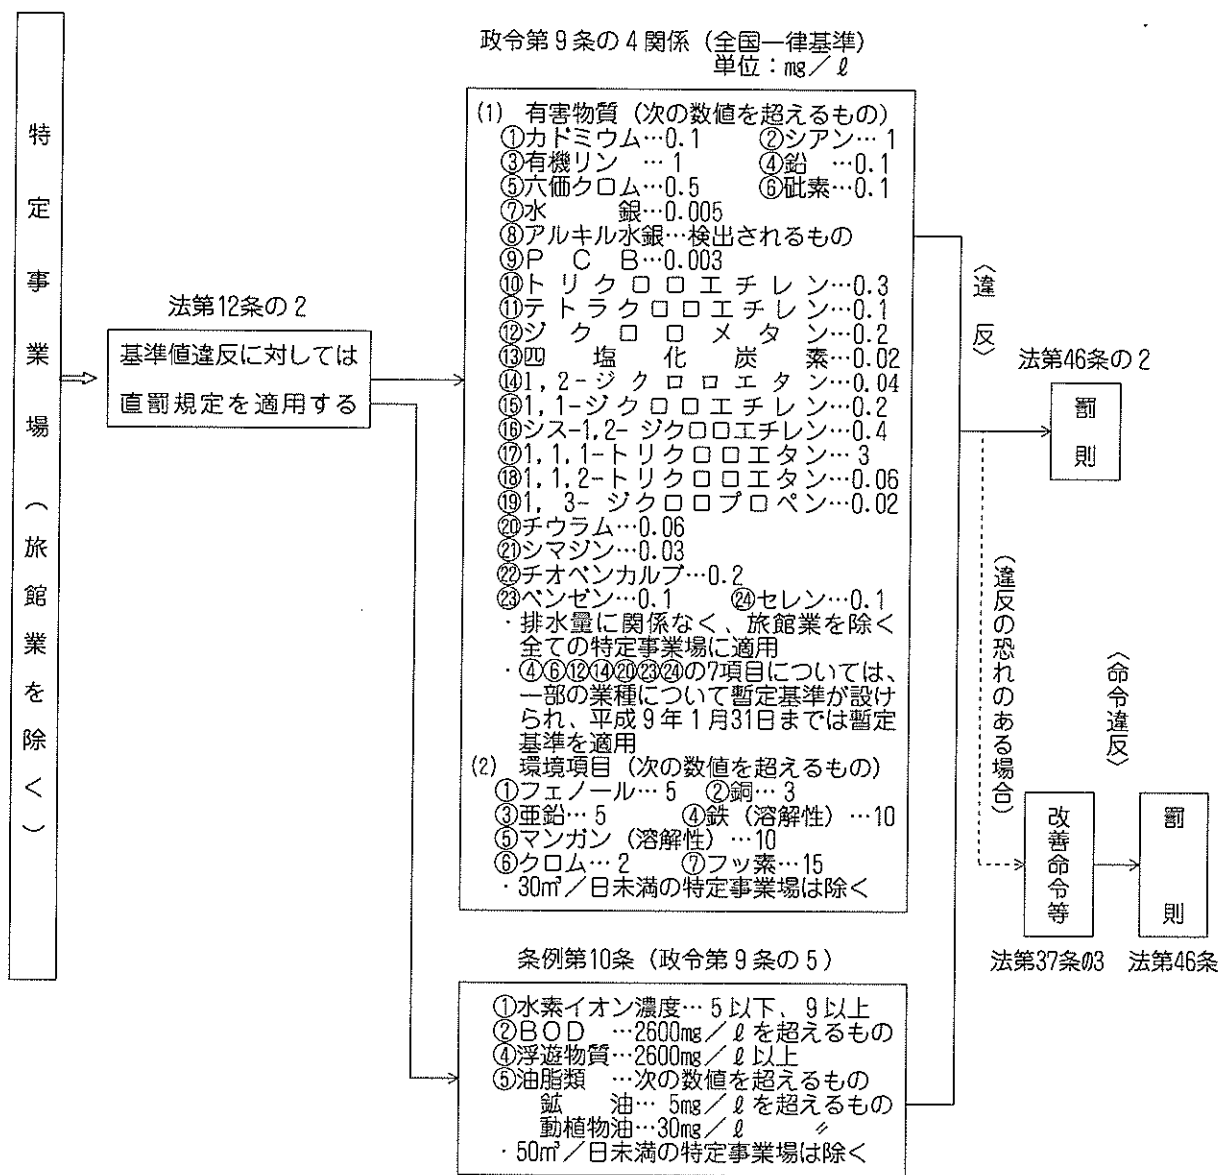 特定事業場（旅館業を除く）
法第12条の2
基準値違反に対しては
直罰規定を適用する
政令第9条の4関係（全国一律基準）
単位：mg／ℓ
(1) 有害物質（次の数値を超えるもの）
①カドミウム…0.1 ②シアン…1
③有機リン …1 ④鉛 …0.1
⑤六価クロム…0.5 ⑥砒素…0.1
⑦水 銀…0.005
⑧アルキル水銀…検出されるもの
⑨P C B…0.003
⑩トリクロロエチレン…0.3
⑪テトラクロロエチレン…0.1
⑫ジクロロメタン…0.2
⑬四塩化炭素…0.02
⑭1,2-ジクロロエタン…0.04
⑮1,1-ジクロロエチレン…0.2
⑯シス-1,2-ジクロロエチレン…0.4
⑰1,1,1-トリクロロエタン…3
⑱1,1,2-トリクロロエタン…0.06
⑲1,3-ジクロロプロペン…0.02
⑳チウラム…0.06
㉑シマジン…0.03
㉒チオベンカルブ…0.2
㉓ベンゼン…0.1 ㉔セレン…0.1
・排水量に関係なく、旅館業を除く
全ての特定事業場に適用
・④⑥⑫⑭⑳㉓㉔の7項目については、
一部の業種について暫定基準が設け
られ、平成9年1月31日までは暫定
基準を適用
(2) 環境項目（次の数値を超えるもの）
①フェノール…5 ②銅…3
③亜鉛…5 ④鉄（溶解性）…10
⑤マンガン（溶解性）…10
⑥クロム…2 ⑦フッ素…15
・30㎥／日未満の特定事業場は除く
条例第10条（政令第9条の5）
①水素イオン濃度…5以下、9以上
②BOD …2600mg／ℓを超えるもの
④浮遊物質…2600mg／ℓ以上
⑤油脂類 …次の数値を超えるもの
鉱 油…5mg／ℓを超えるもの
動植物油…30mg／ℓ 〃
・50㎥／日未満の特定事業場は除く
〈違反〉
法第46条の2
罰則
（違反の恐れのある場合）
改善命令等
法第37条の3
〈命令違反〉
罰則
法第46条